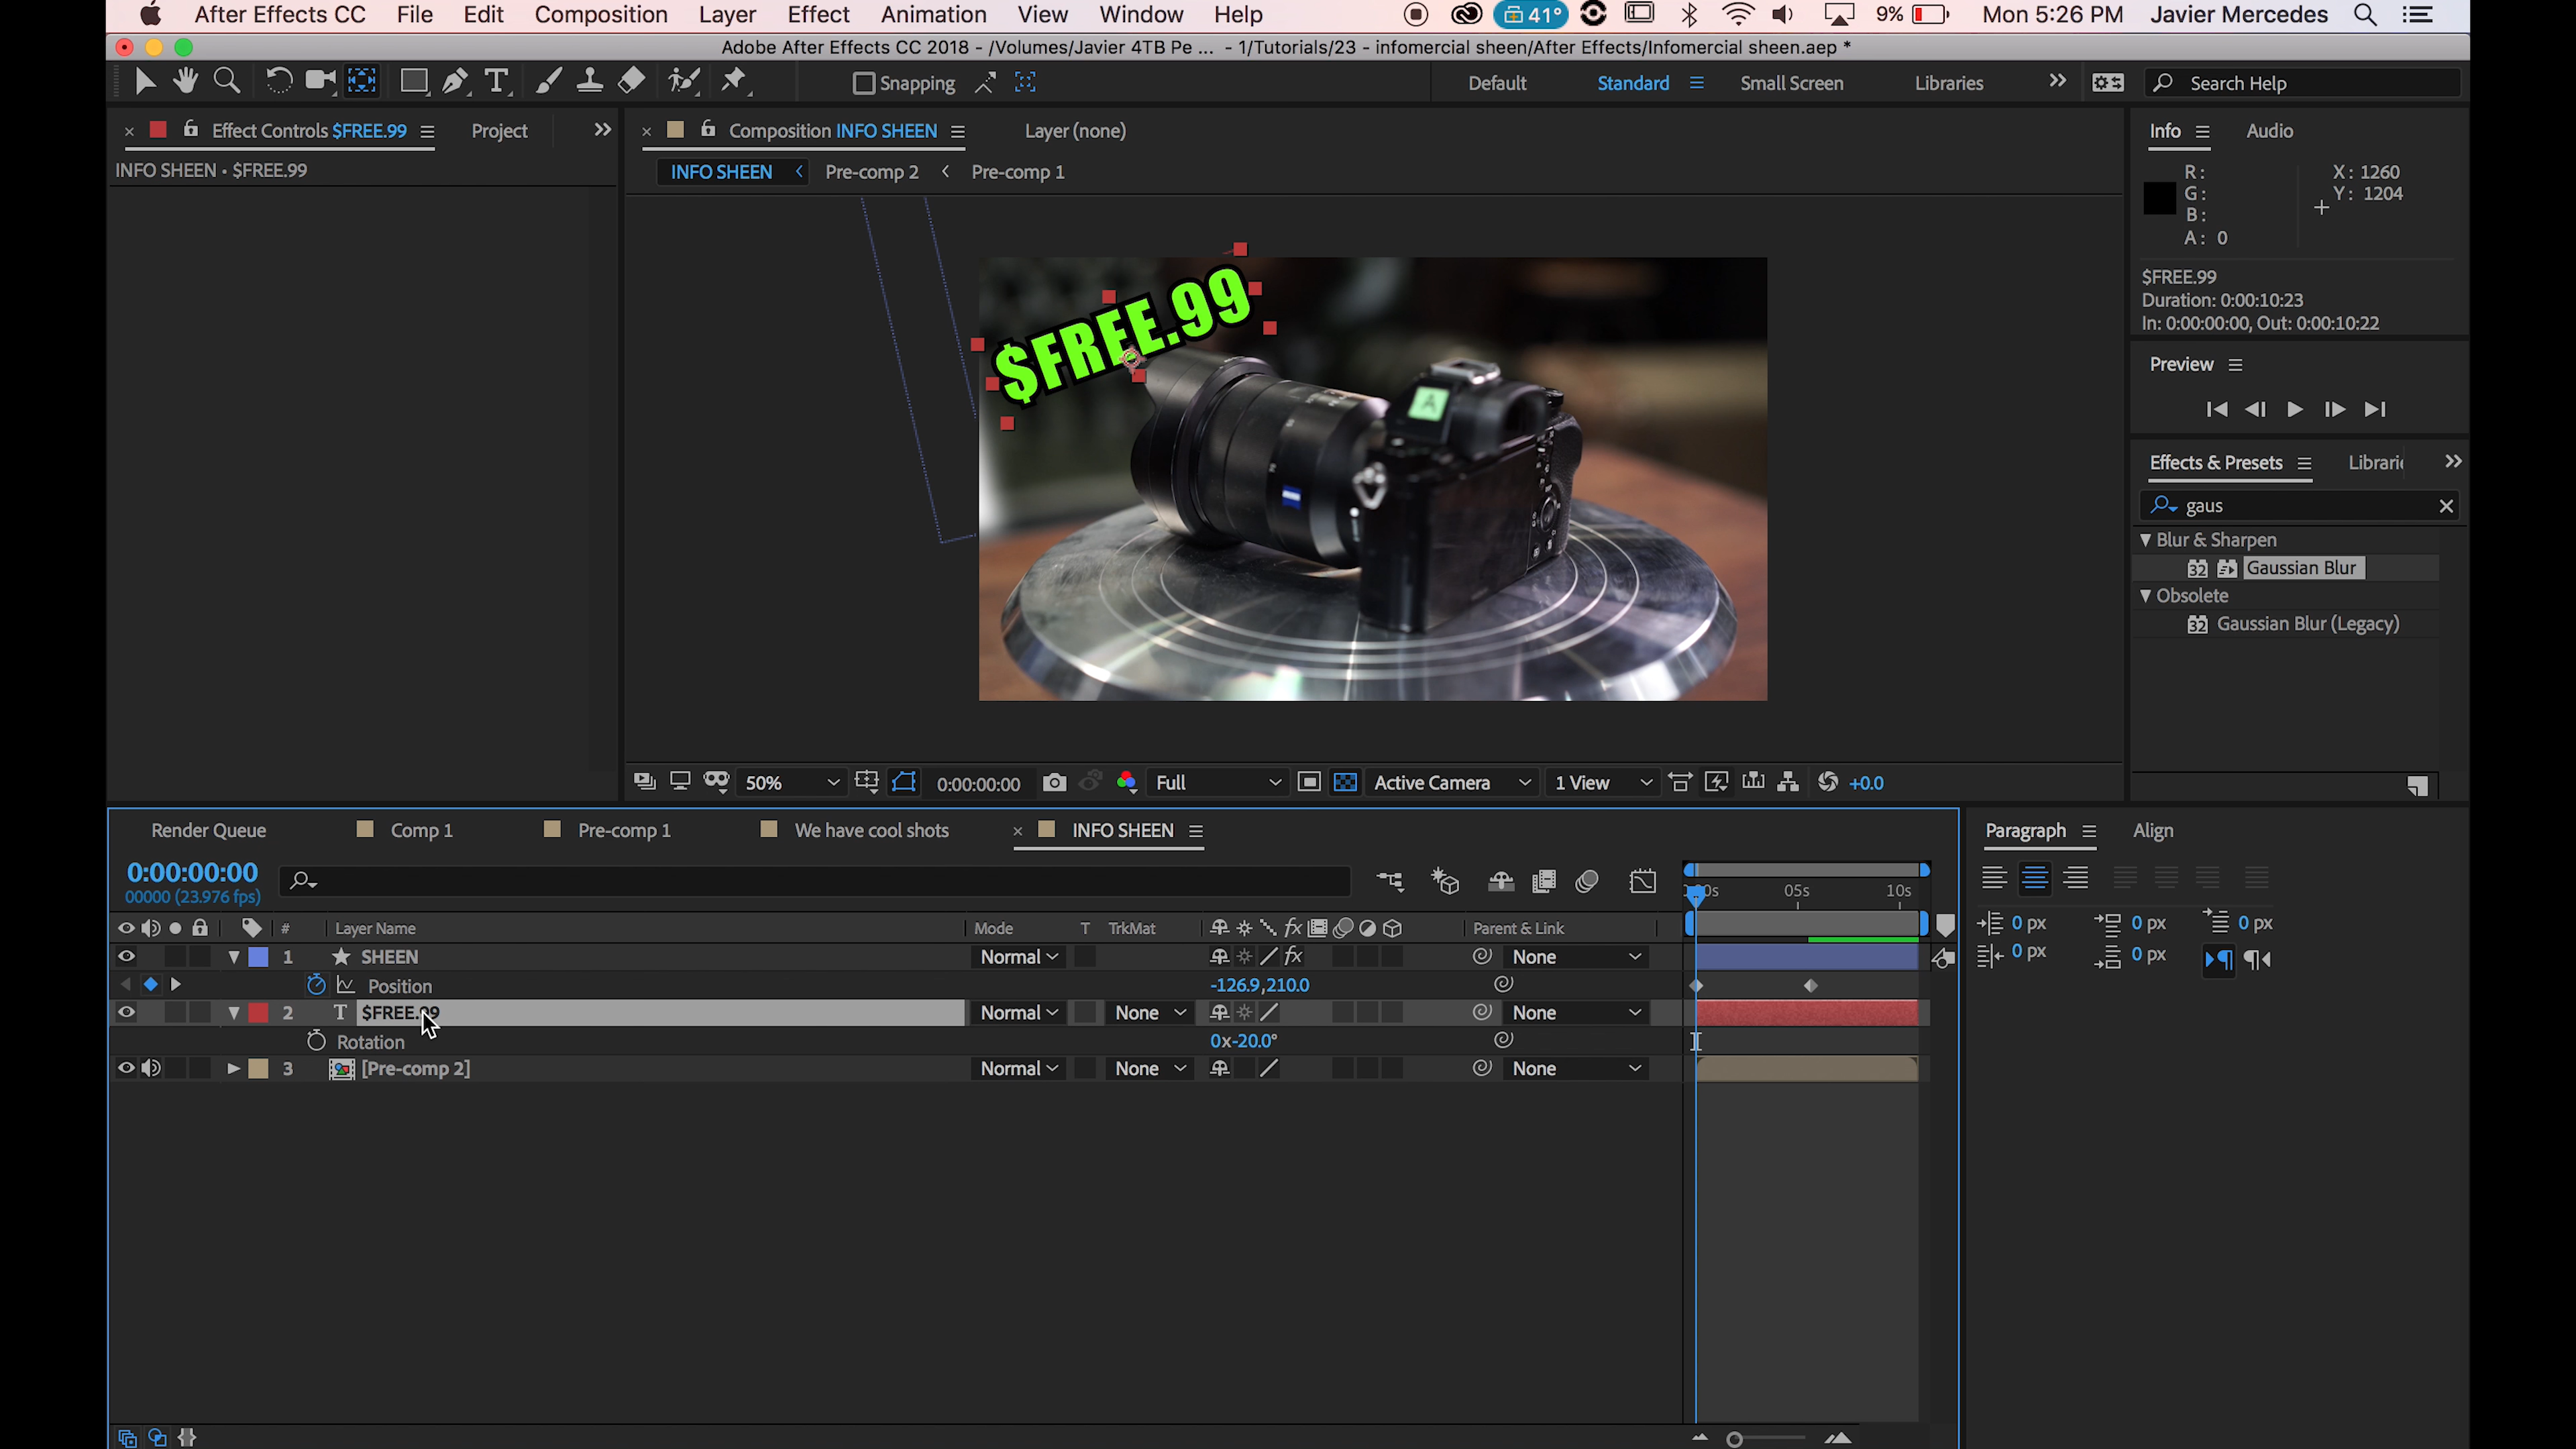 After Effects CC File Edit Composition Layer Effect Animation View Window Help 41° 9% Mon 5:26 PM Javier Mercedes
Adobe After Effects CC 2018 - /Volumes/Javier 4TB Pe ... - 1/Tutorials/23 - infomercial sheen/After Effects/Infomercial sheen.aep *
Snapping Default Standard Small Screen Libraries Search Help
Effect Controls $FREE.99 Project
INFO SHEEN • $FREE.99
Composition INFO SHEEN Layer (none)
INFO SHEEN Pre-comp 2 Pre-comp 1
$FREE.99
A
50% 0:00:00:00 Full Active Camera 1 View +0.0
Info Audio
R: X: 1260
G: Y: 1204
B:
A: 0
$FREE.99
Duration: 0:00:10:23
In: 0:00:00:00, Out: 0:00:10:22
Preview
Effects & Presets Librari
gaus
Blur & Sharpen
32 Gaussian Blur
Obsolete
32 Gaussian Blur (Legacy)
Render Queue Comp 1 Pre-comp 1 We have cool shots INFO SHEEN
0:00:00:00
00000 (23.976 fps)
05s 10s
# Layer Name Mode T TrkMat fx Parent & Link
1 SHEEN Normal fx None
Position -126.9,210.0
2 T $FREE.99 Normal None None
Rotation 0x-20.0°
3 [Pre-comp 2] Normal None None
Paragraph Align
0 px 0 px 0 px
0 px 0 px